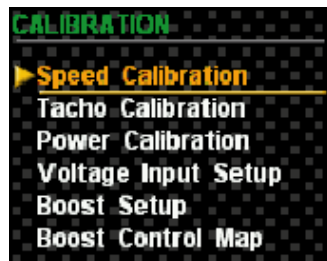 CALIBRATION
Speed Calibration
Tacho Calibration
Power Calibration
Voltage Input Setup
Boost Setup
Boost Control Map